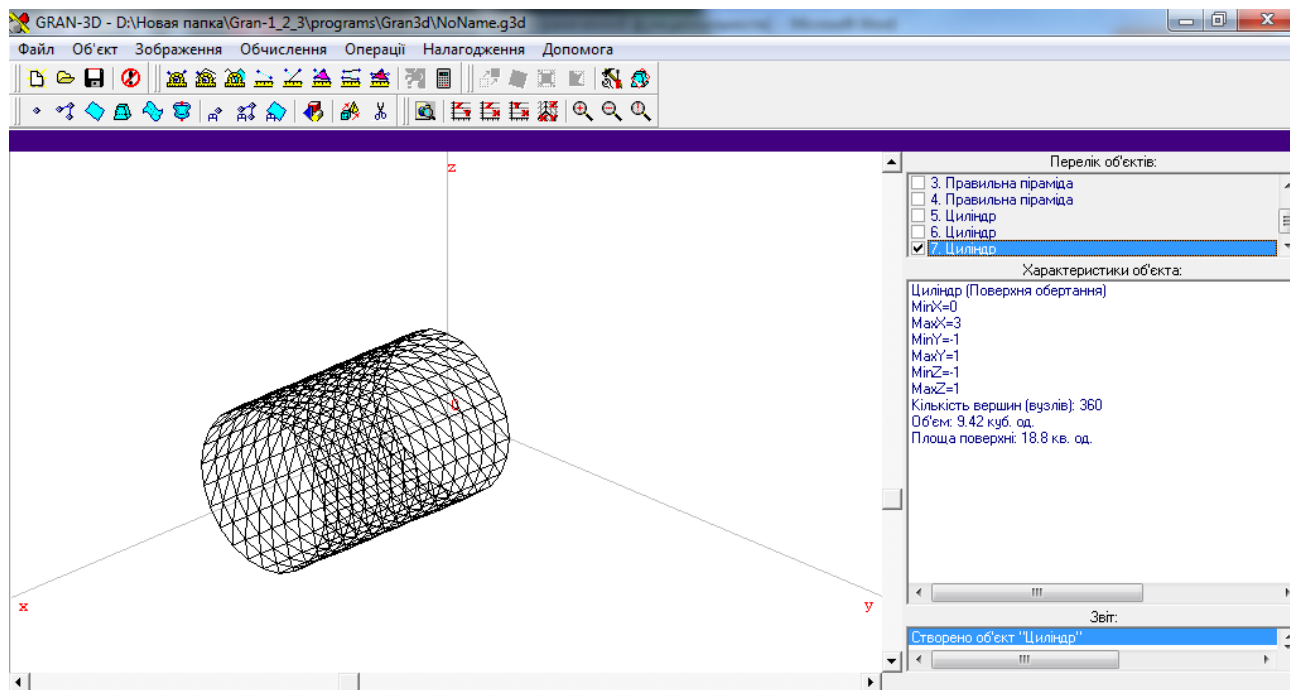 GRAN-3D - D:\Новая папка\Gran-1_2_3\programs\Gran3d\NoName.g3d
Microsoft Word
Файл Об'єкт Зображення Обчислення Операції Налагодження Допомога
z
0
x
y
Перелік об'єктів:
3. Правильна піраміда
4. Правильна піраміда
5. Циліндр
6. Циліндр
7. Циліндр
Характеристики об'єкта:
Циліндр (Поверхня обертання)
MinX=0
MaxX=3
MinY=-1
MaxY=1
MinZ=-1
MaxZ=1
Кількість вершин (вузлів): 360
Об'єм: 9.42 куб. од.
Площа поверхні: 18.8 кв. од.
Звіт:
Створено об'єкт "Циліндр"